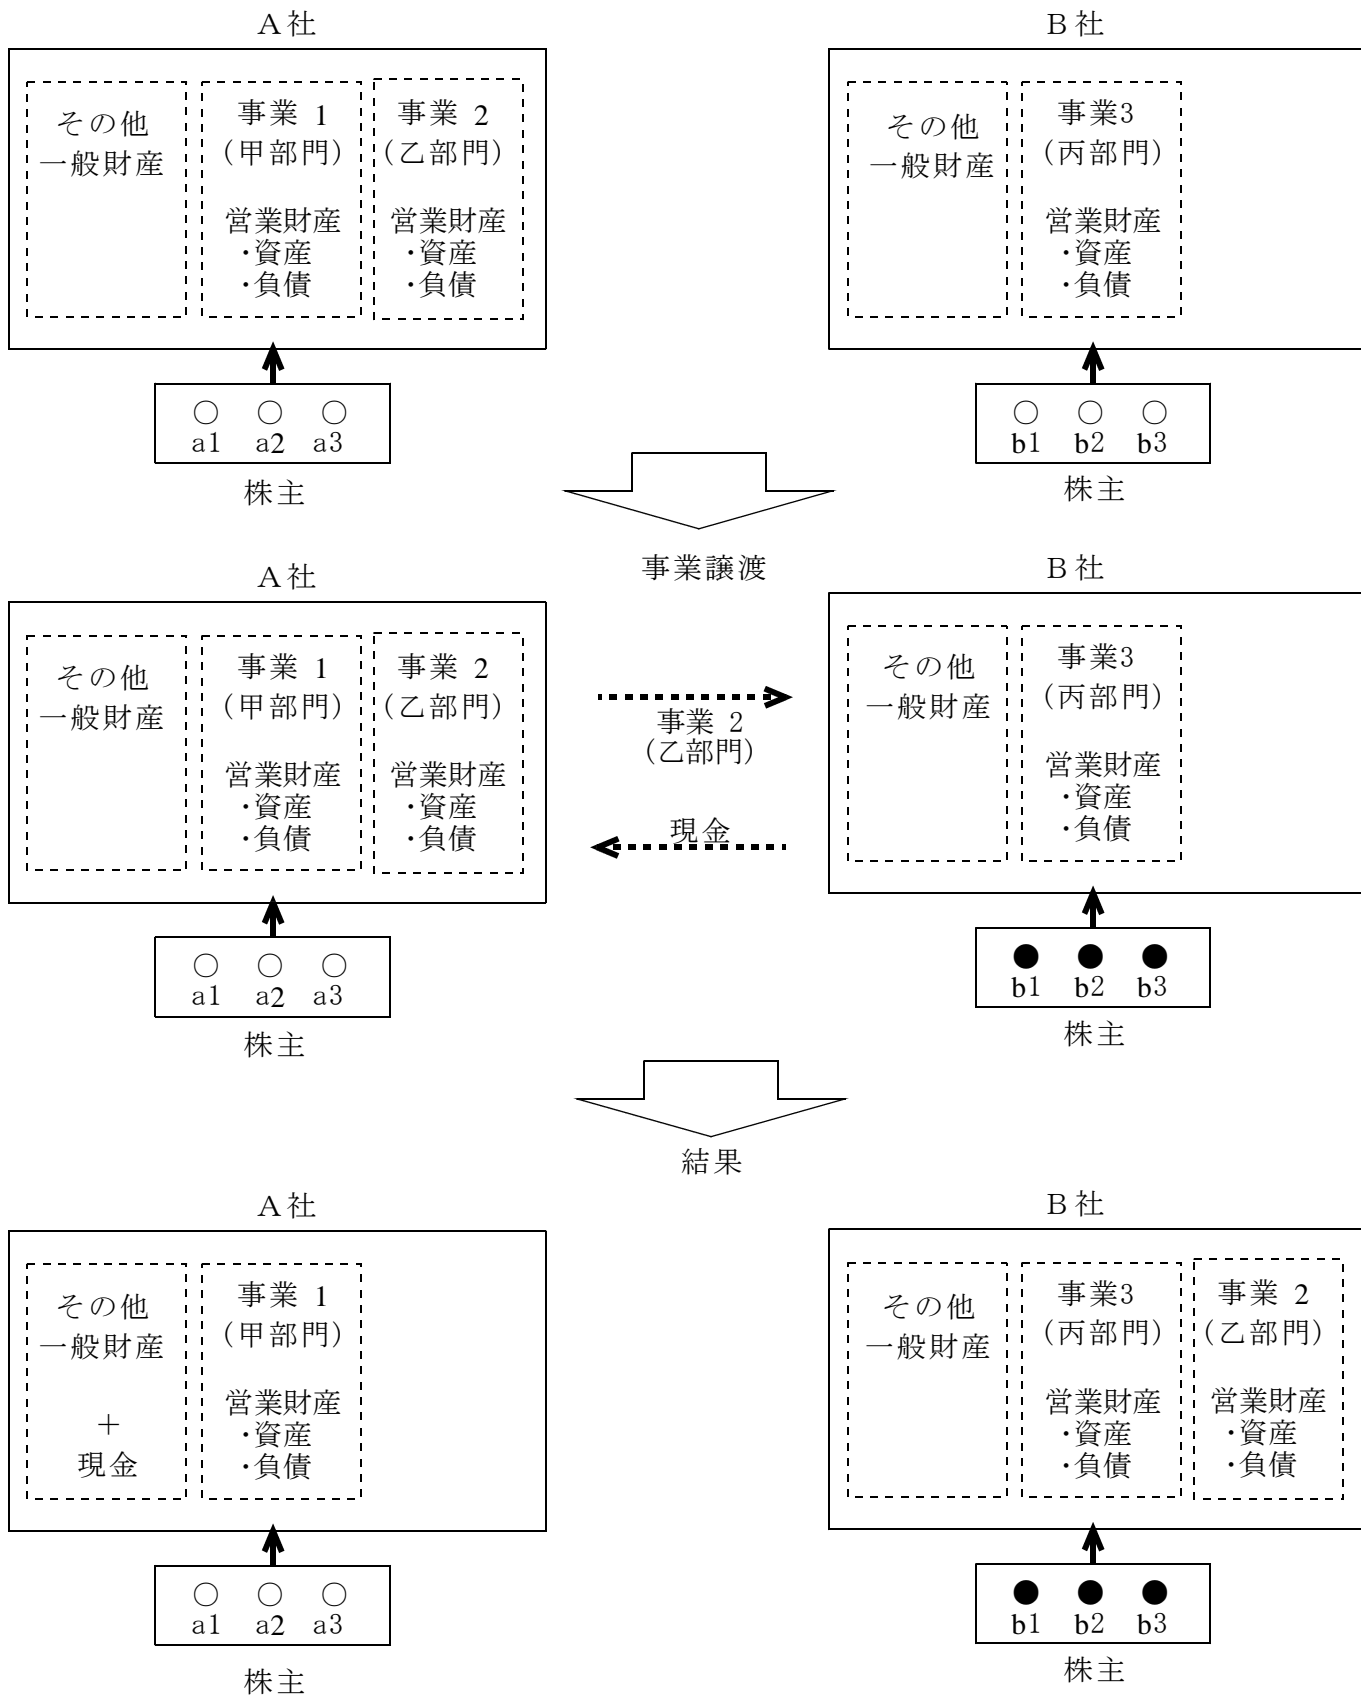 A社
その他
一般財産
事業 1
(甲部門)
営業財産
・資産
・負債
事業 2
(乙部門)
営業財産
・資産
・負債
a1 a2 a3
株主
B社
その他
一般財産
事業3
(丙部門)
営業財産
・資産
・負債
b1 b2 b3
株主
事業譲渡
A社
その他
一般財産
事業 1
(甲部門)
営業財産
・資産
・負債
事業 2
(乙部門)
営業財産
・資産
・負債
a1 a2 a3
株主
事業 2
(乙部門)
現金
B社
その他
一般財産
事業3
(丙部門)
営業財産
・資産
・負債
b1 b2 b3
株主
結果
A社
その他
一般財産
+
現金
事業 1
(甲部門)
営業財産
・資産
・負債
a1 a2 a3
株主
B社
その他
一般財産
事業3
(丙部門)
営業財産
・資産
・負債
事業 2
(乙部門)
営業財産
・資産
・負債
b1 b2 b3
株主